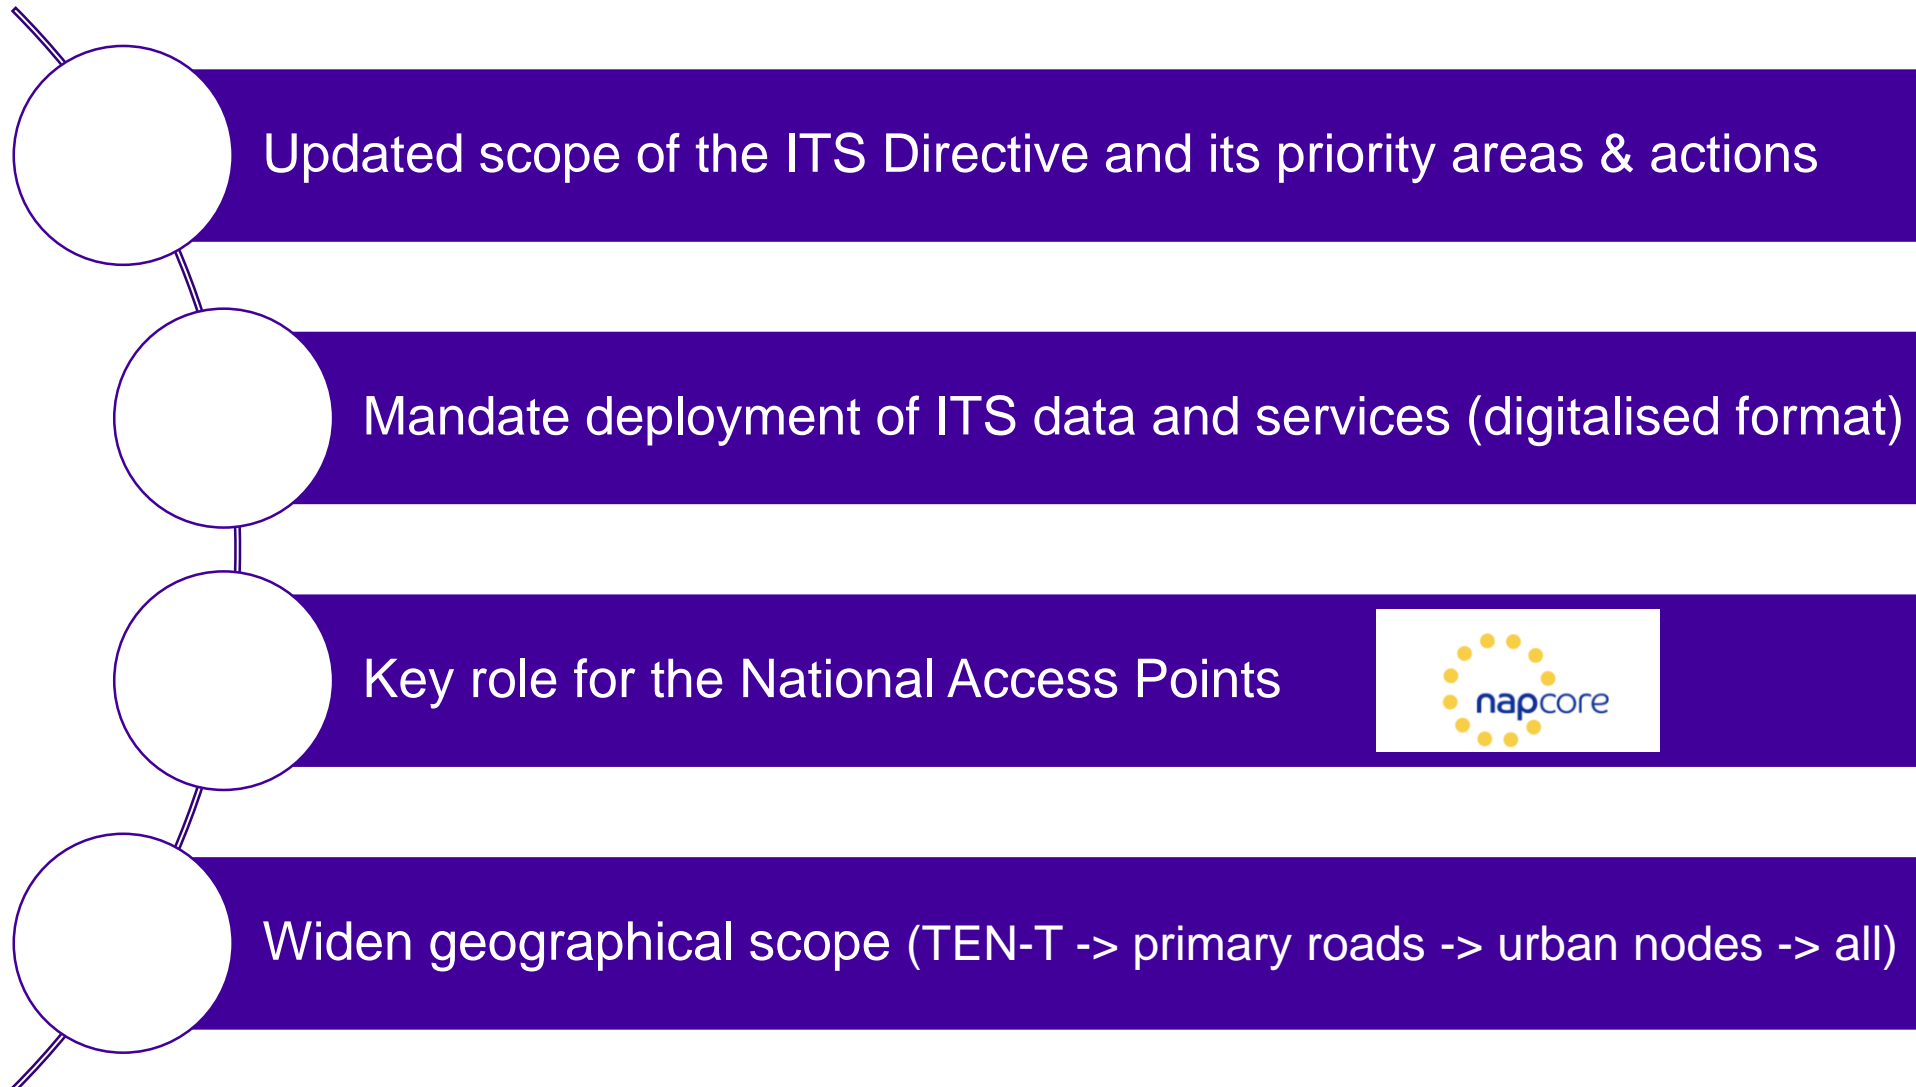 Updated scope of the ITS Directive and its priority areas & actions
Mandate deployment of ITS data and services (digitalised format)
Key role for the National Access Points
napcore
Widen geographical scope (TEN-T -> primary roads -> urban nodes -> all)